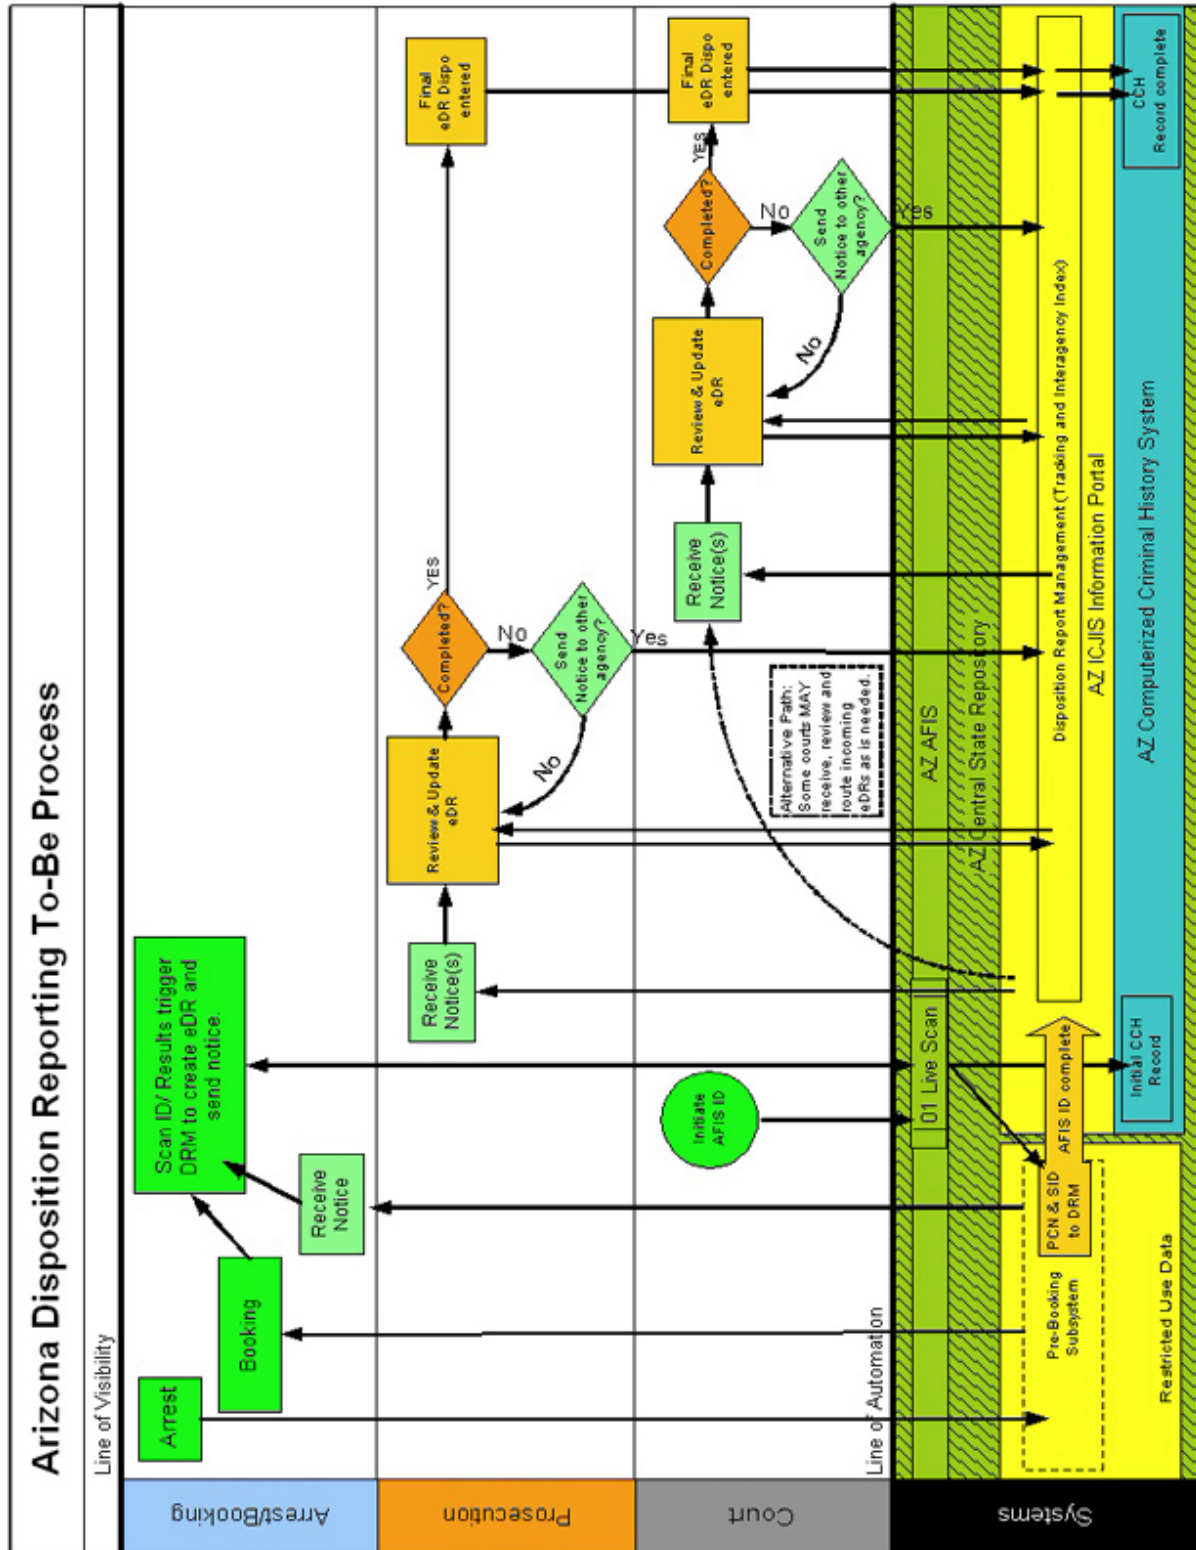 Arizona Disposition Reporting To-Be Process
Line of Visibility
Arrest/Booking
Arrest
Booking
Receive
Notice
Scan ID/ Results trigger
DRM to create eDR and
send notice.
Prosecution
Receive
Notice(s)
Review & Update
eDR
No
Completed?
YES
No
Send
Notice to other
agency?
Yes
Final
eDR Dispo
entered
Court
Initiate
AFIS ID
Alternative Path:
Some courts MAY
receive, review and
route incoming
eDRs as is needed.
Receive
Notice(s)
Review & Update
eDR
No
Completed?
YES
No
Send
Notice to other
agency?
Yes
Final
eDR Dispo
entered
Line of Automation
Systems
01 Live Scan
AZ AFIS
AZ Central State Repository
Pre-Booking
Subsystem
PCN & SID
to DRM
AFIS ID complete
Restricted Use Data
Disposition Report Management (Tracking and Interagency Index)
AZ ICJIS Information Portal
Initial CCH
Record
AZ Computerized Criminal History System
CCH
Record complete